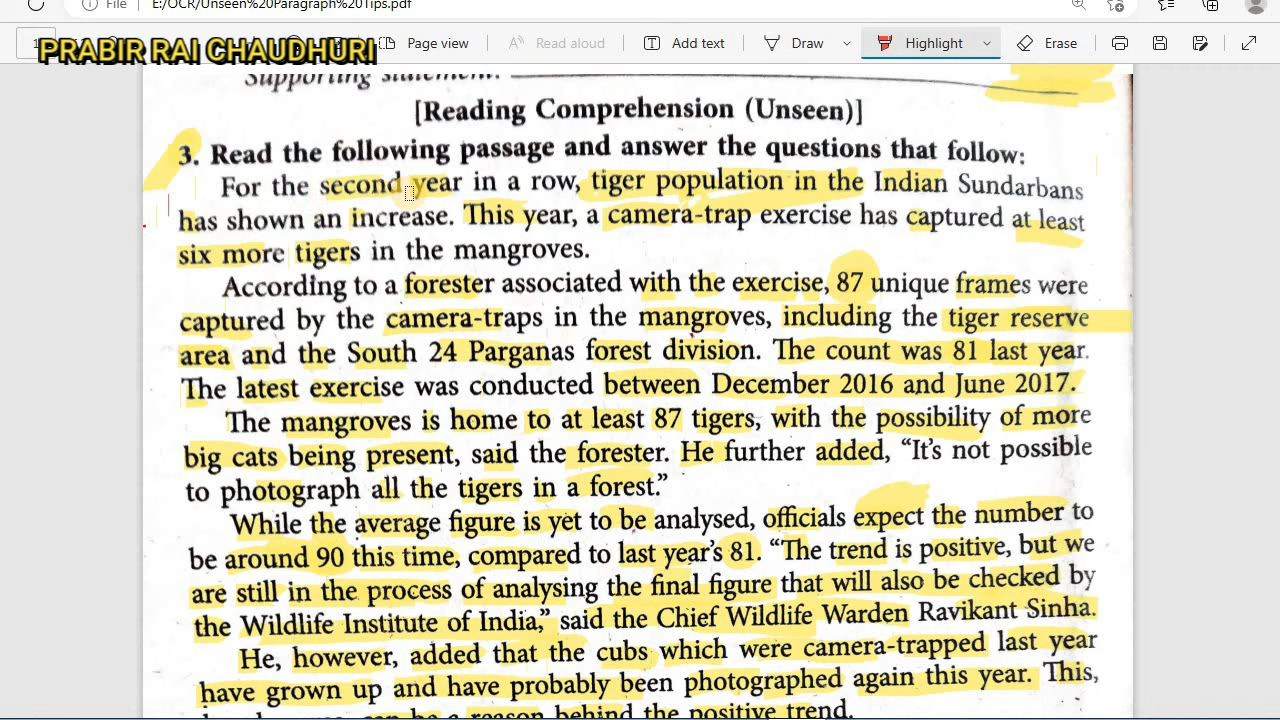 File
E:/OCR/Unseen%20Paragraph%20Tips.pdf
PRABIR RAI CHAUDHURI
Page view
Read aloud
Add text
Draw
Highlight
Erase
Supporting statement:
[Reading Comprehension (Unseen)]
3. Read the following passage and answer the questions that follow:
For the second year in a row, tiger population in the Indian Sundarbans
has shown an increase. This year, a camera-trap exercise has captured at least
six more tigers in the mangroves.
According to a forester associated with the exercise, 87 unique frames were
captured by the camera-traps in the mangroves, including the tiger reserve
area and the South 24 Parganas forest division. The count was 81 last year.
The latest exercise was conducted between December 2016 and June 2017.
The mangroves is home to at least 87 tigers, with the possibility of more
big cats being present, said the forester. He further added, “It’s not possible
to photograph all the tigers in a forest.”
While the average figure is yet to be analysed, officials expect the number to
be around 90 this time, compared to last year’s 81. “The trend is positive, but we
are still in the process of analysing the final figure that will also be checked by
the Wildlife Institute of India,” said the Chief Wildlife Warden Ravikant Sinha.
He, however, added that the cubs which were camera-trapped last year
have grown up and have probably been photographed again this year. This,
can be a reason behind the positive trend.